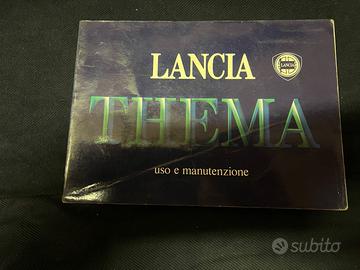 LANCIA
LANCIA
THEMA
uso e manutenzione
subito